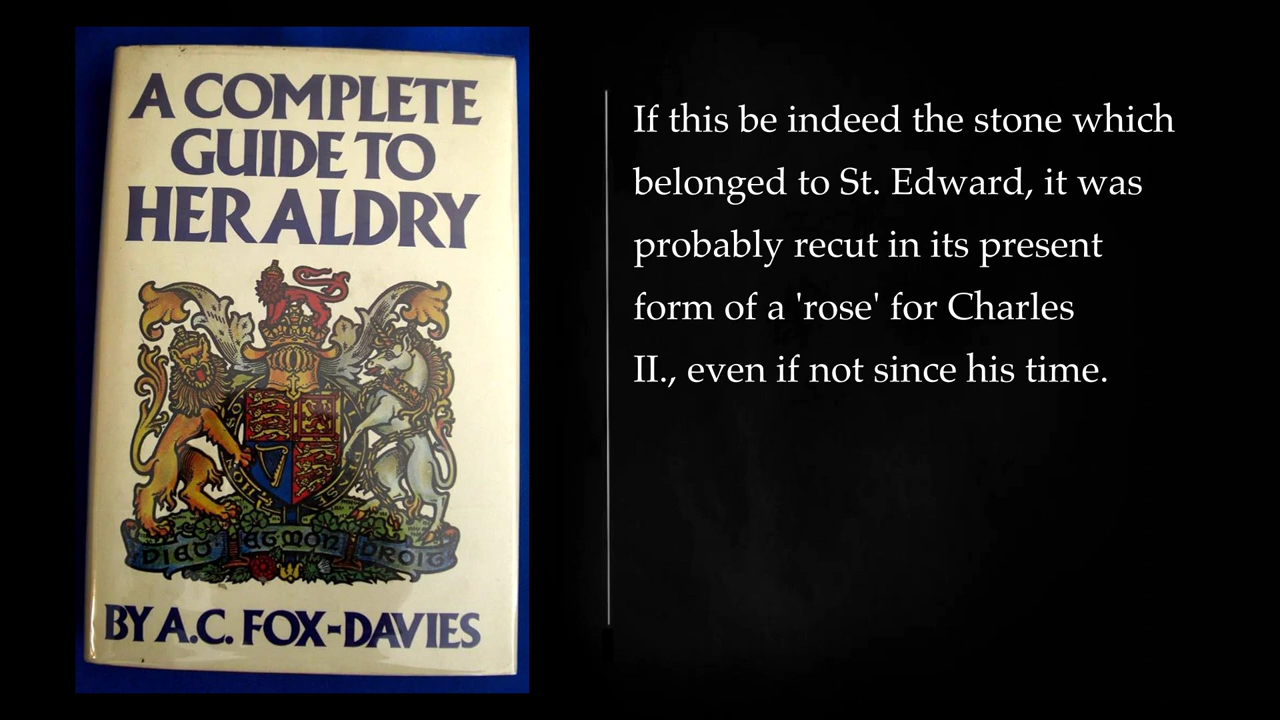 A COMPLETE
GUIDE TO
HERALDRY
DIEU ET MON DROIT
BY A.C. FOX-DAVIES
If this be indeed the stone which
belonged to St. Edward, it was
probably recut in its present
form of a 'rose' for Charles
II., even if not since his time.